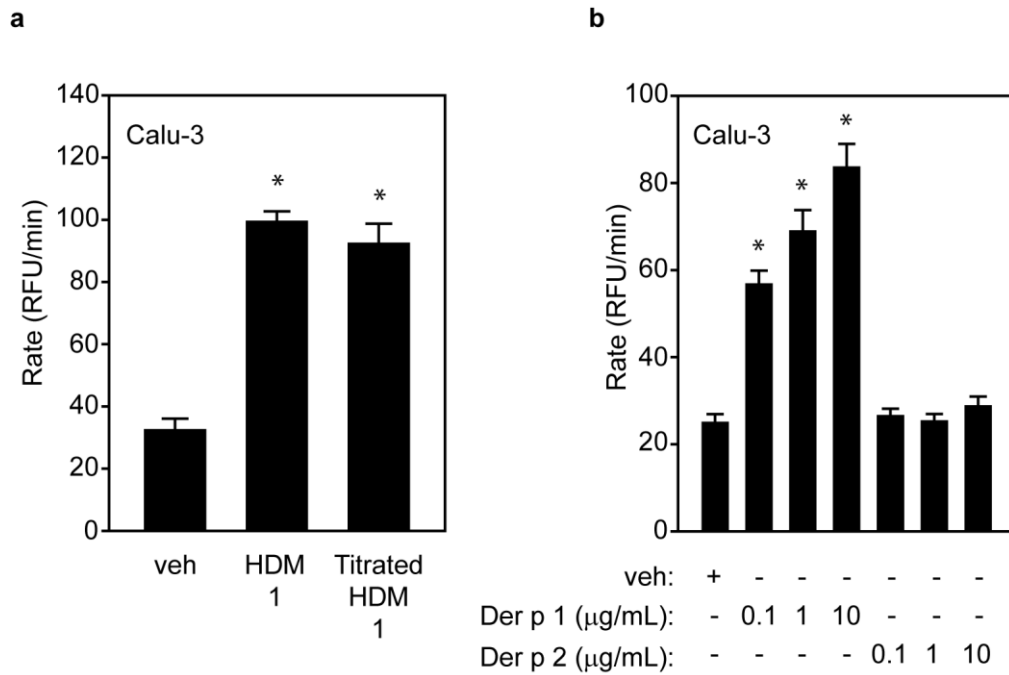 a
140
120
100
80
60
40
20
0
Rate (RFU/min)
Calu-3
*
*
veh
HDM
1
Titrated
HDM
1
b
100
80
60
40
20
0
Rate (RFU/min)
Calu-3
*
*
*
veh: + - - - - - -
Der p 1 (μg/mL): - 0.1 1 10 - - -
Der p 2 (μg/mL): - - - - 0.1 1 10